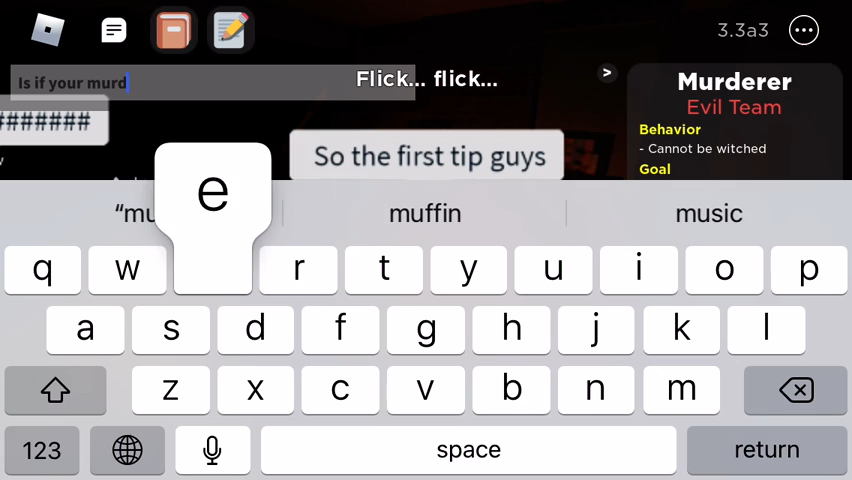 3.3a3
Is if your murd
Flick... flick...
>
Murderer
Evil Team
Behavior
- Cannot be witched
Goal
#######
So the first tip guys
e
“mu
muffin
music
q w r t y u i o p
a s d f g h j k l
z x c v b n m
123 space return